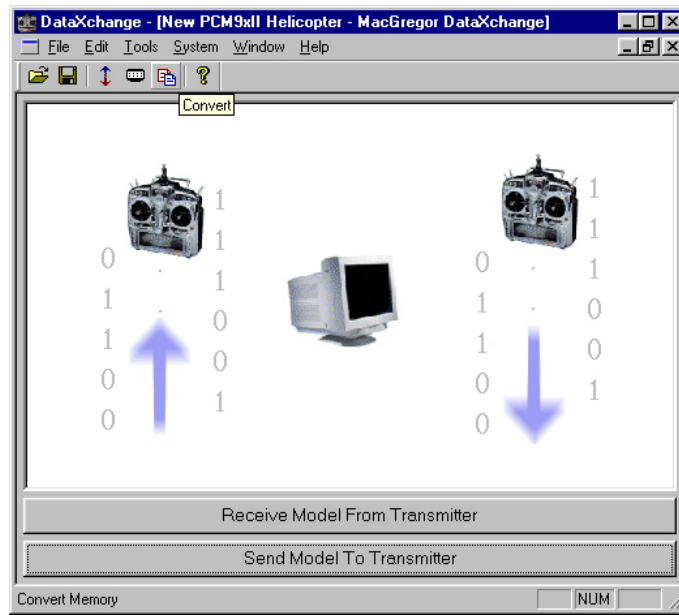 DataXchange - [New PCM9xII Helicopter - MacGregor DataXchange]
File Edit Tools System Window Help
Convert
1
1
0 1
1 0
1 0
0 1
0
1
1
0 1
1 0
1 0
0 1
0
Receive Model From Transmitter
Send Model To Transmitter
Convert Memory NUM